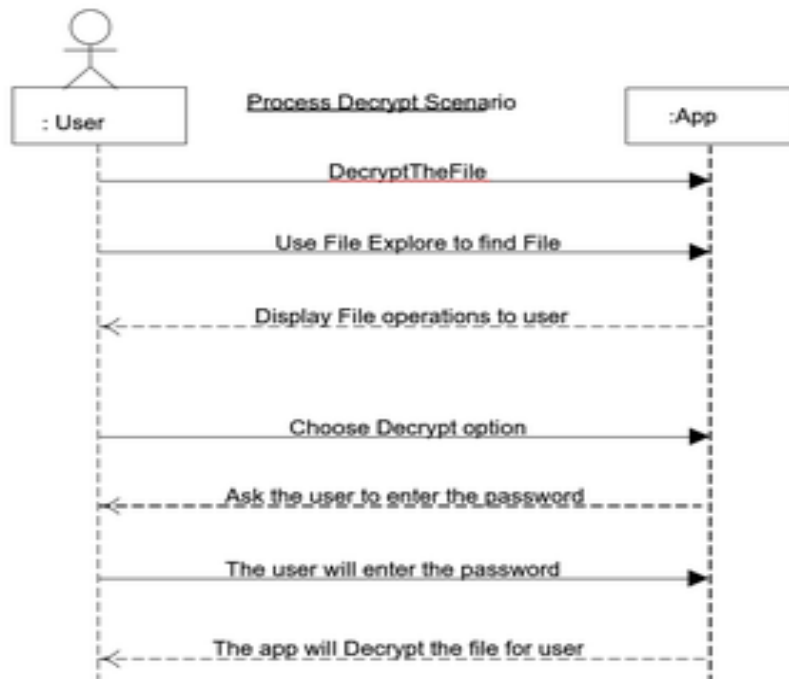 Process Decrypt Scenario
: User
:App
DecryptTheFile
Use File Explore to find File
Display File operations to user
Choose Decrypt option
Ask the user to enter the password
The user will enter the password
The app will Decrypt the file for user